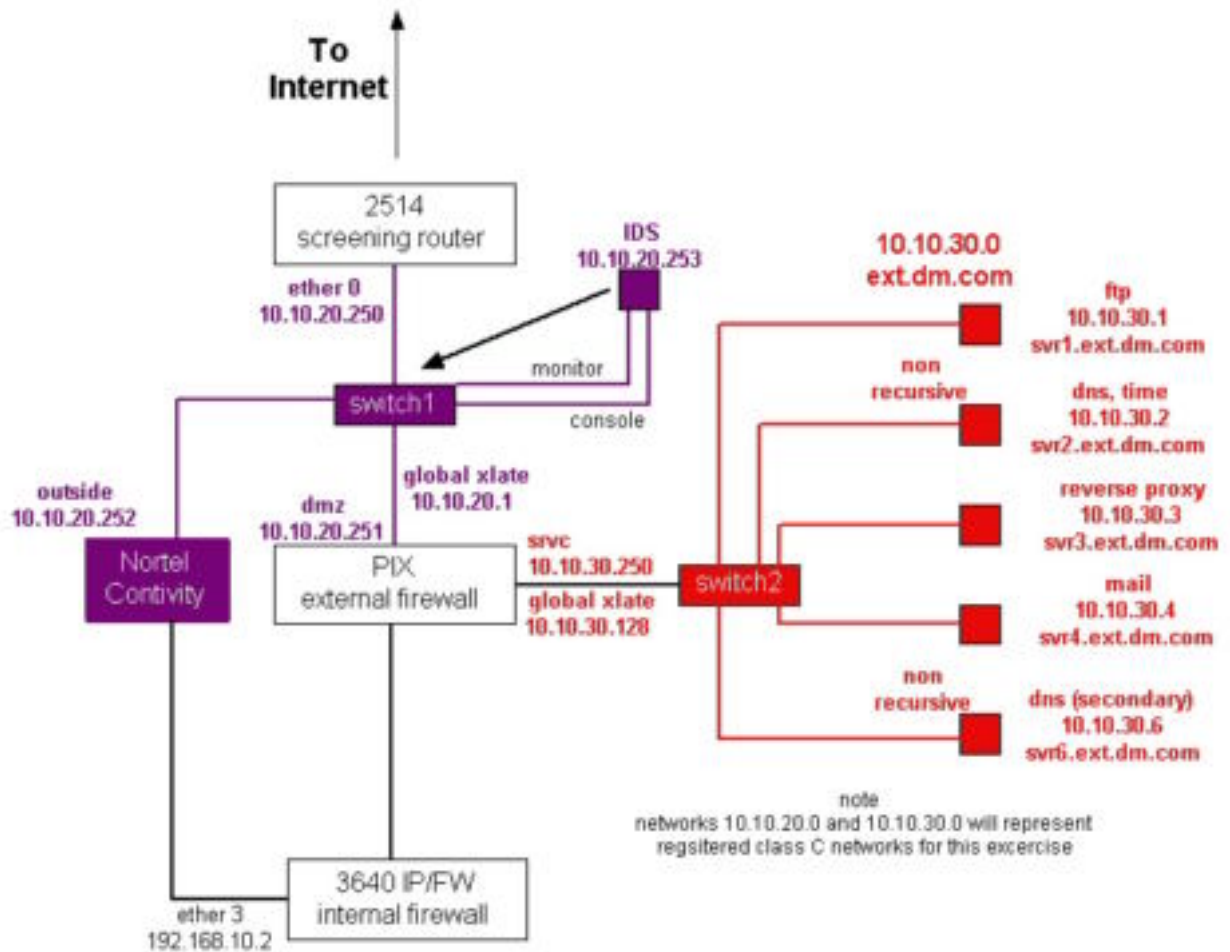 To
Internet
2514
screening router
IDS
10.10.20.253
10.10.30.0
ext.dm.com
ether 0
10.10.20.250
ftp
10.10.30.1
svr1.ext.dm.com
monitor
switch1
console
non
recursive
dns, time
10.10.30.2
svr2.ext.dm.com
global xlate
10.10.20.1
outside
10.10.20.252
dmz
10.10.20.251
reverse proxy
10.10.30.3
svr3.ext.dm.com
Nortel
Contivity
PIX
external firewall
srvc
10.10.30.250
switch2
global xlate
10.10.30.128
mail
10.10.30.4
svr4.ext.dm.com
non
recursive
dns (secondary)
10.10.30.6
svr6.ext.dm.com
note
networks 10.10.20.0 and 10.10.30.0 will represent
regsitered class C networks for this excercise
3640 IP/FW
internal firewall
ether 3
192.168.10.2